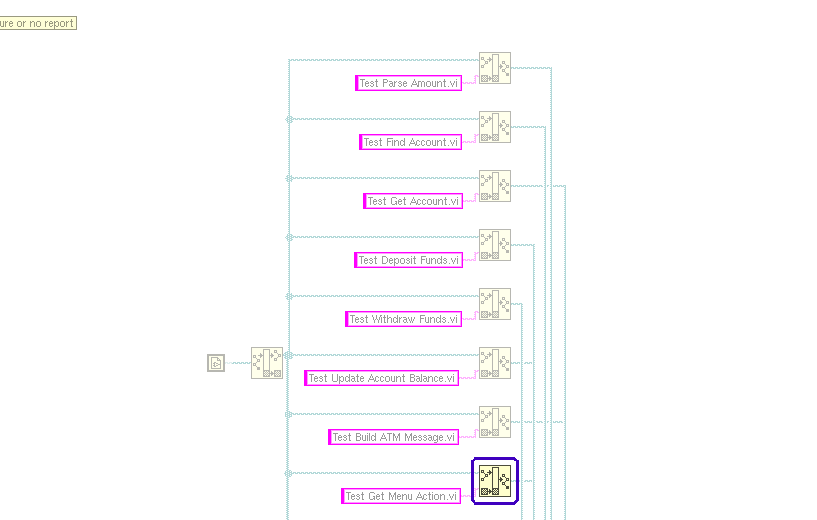 ure or no report
Test Parse Amount.vi
Test Find Account.vi
Test Get Account.vi
Test Deposit Funds.vi
Test Withdraw Funds.vi
Test Update Account Balance.vi
Test Build ATM Message.vi
Test Get Menu Action.vi